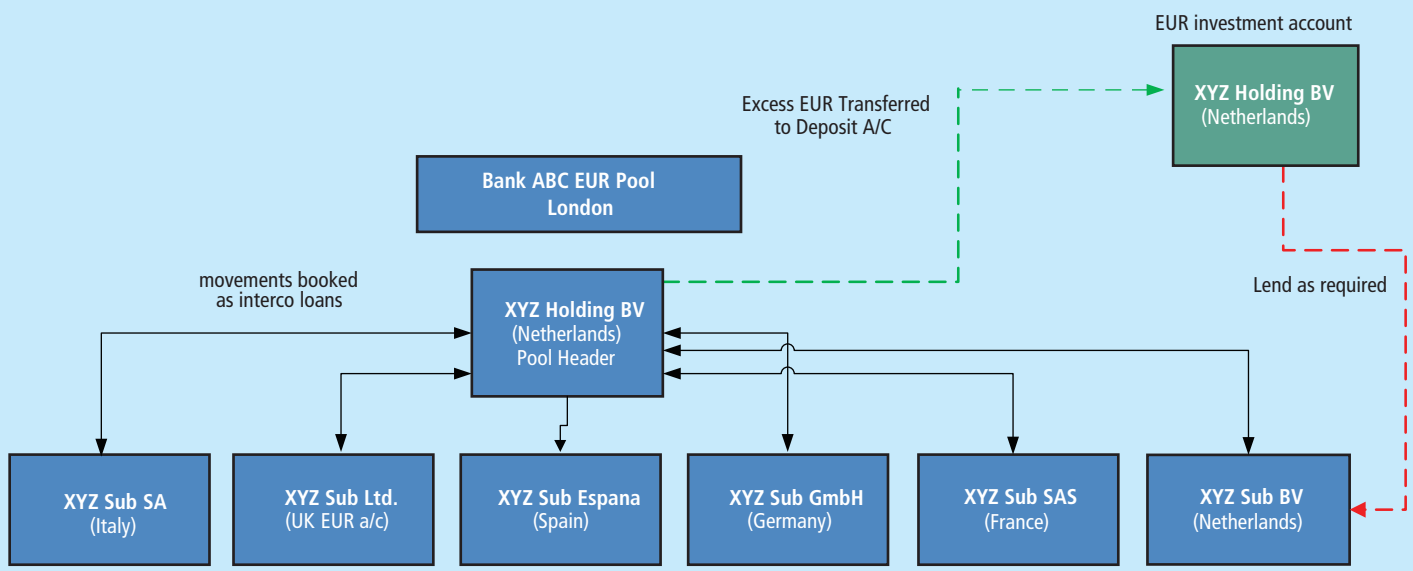 EUR investment account
XYZ Holding BV
(Netherlands)
Excess EUR Transferred
to Deposit A/C
Bank ABC EUR Pool
London
movements booked
as interco loans
XYZ Holding BV
(Netherlands)
Pool Header
Lend as required
XYZ Sub SA
(Italy)
XYZ Sub Ltd.
(UK EUR a/c)
XYZ Sub Espana
(Spain)
XYZ Sub GmbH
(Germany)
XYZ Sub SAS
(France)
XYZ Sub BV
(Netherlands)